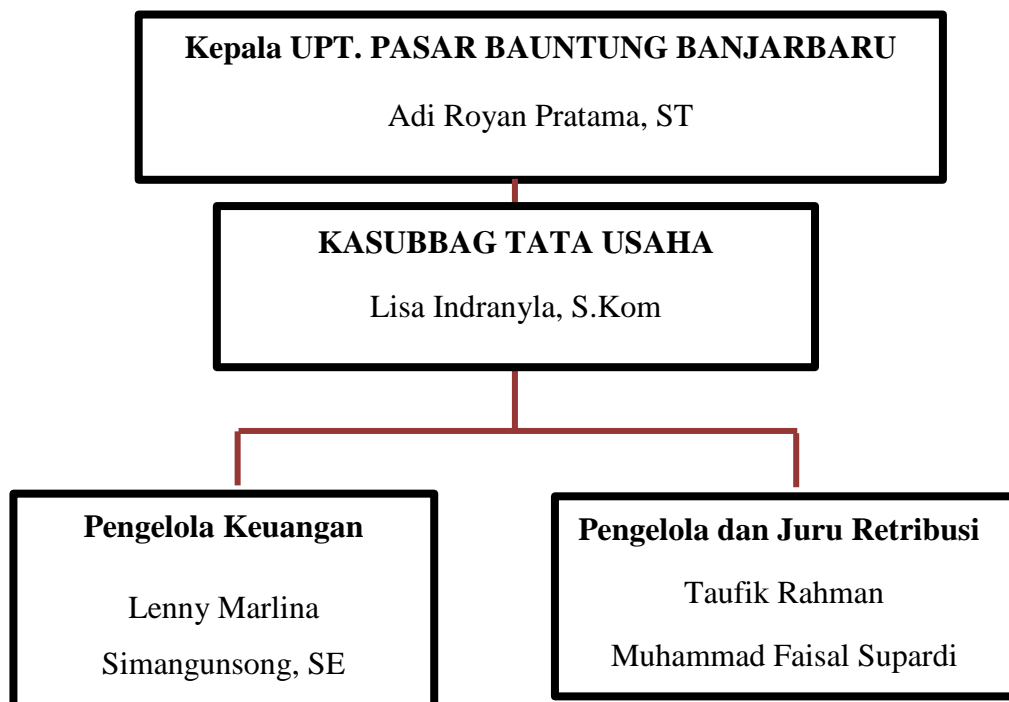 Kepala UPT. PASAR BAUNTUNG BANJARBARU
Adi Royan Pratama, ST
KASUBBAG TATA USAHA
Lisa Indranyla, S.Kom
Pengelola Keuangan
Lenny Marlina
Simangunsong, SE
Pengelola dan Juru Retribusi
Taufik Rahman
Muhammad Faisal Supardi